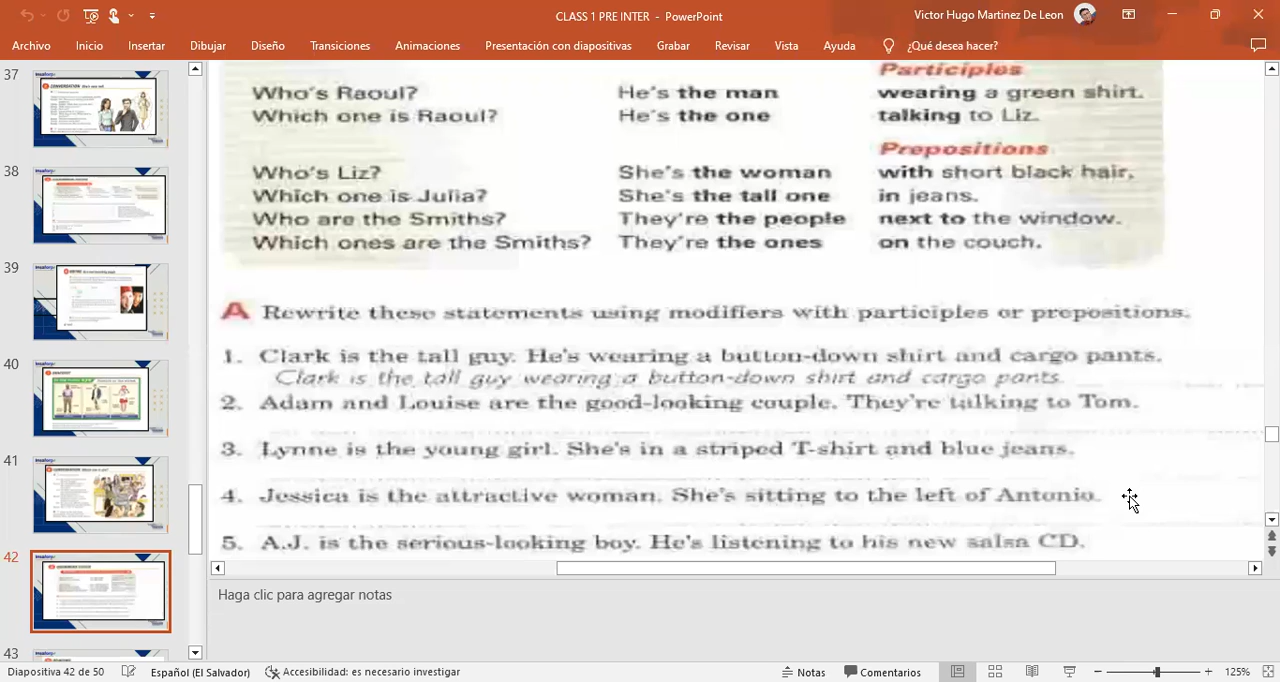 CLASS 1 PRE INTER - PowerPoint
Victor Hugo Martinez De Leon
Archivo Inicio Insertar Dibujar Diseño Transiciones Animaciones Presentación con diapositivas Grabar Revisar Vista Ayuda ¿Qué desea hacer?
37
38
39
40
41
42
43
Participles
Who's Raoul? He's the man wearing a green shirt.
Which one is Raoul? He's the one talking to Liz.
Prepositions
Who's Liz? She's the woman with short black hair.
Which one is Julia? She's the tall one in jeans.
Who are the Smiths? They're the people next to the window.
Which ones are the Smiths? They're the ones on the couch.
A Rewrite these statements using modifiers with participles or prepositions.
1. Clark is the tall guy. He's wearing a button-down shirt and cargo pants.
Clark is the tall guy wearing a button-down shirt and cargo pants.
2. Adam and Louise are the good-looking couple. They're talking to Tom.
3. Lynne is the young girl. She's in a striped T-shirt and blue jeans.
4. Jessica is the attractive woman. She's sitting to the left of Antonio.
5. A.J. is the serious-looking boy. He's listening to his new salsa CD.
Haga clic para agregar notas
Diapositiva 42 de 50 Español (El Salvador) Accesibilidad: es necesario investigar Notas Comentarios 125%